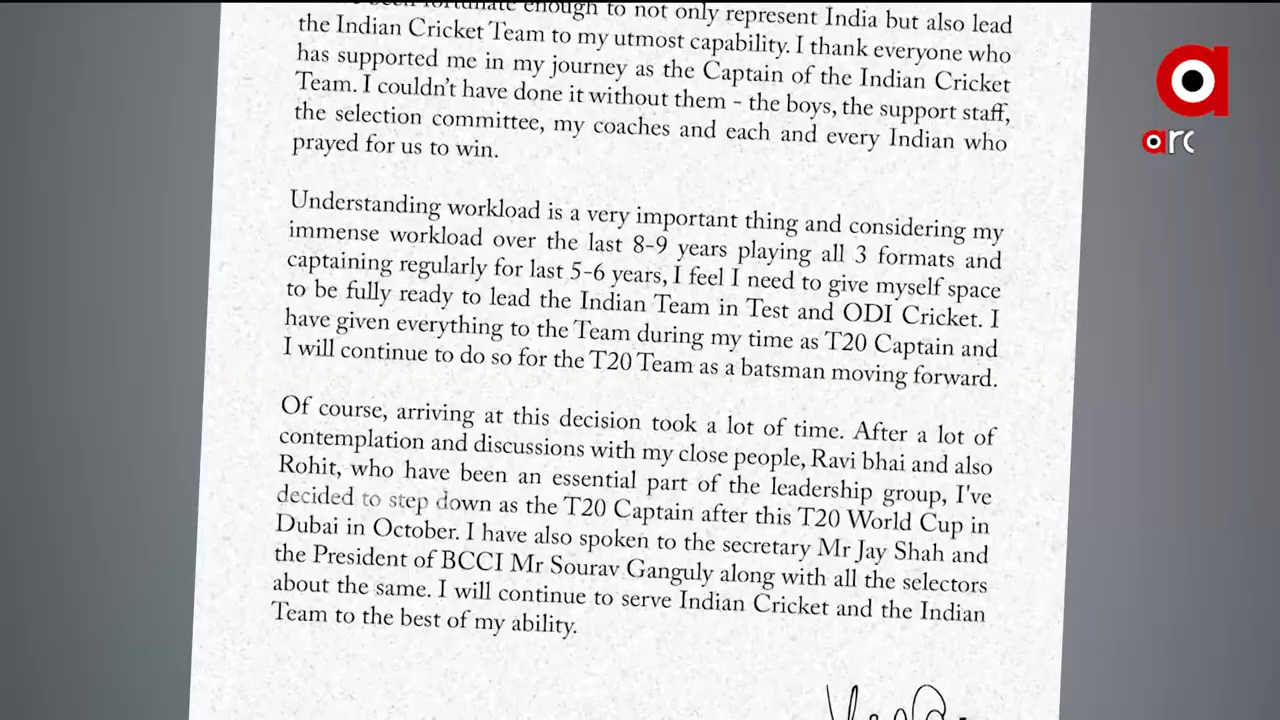 been fortunate enough to not only represent India but also lead
the Indian Cricket Team to my utmost capability. I thank everyone who
has supported me in my journey as the Captain of the Indian Cricket
Team. I couldn't have done it without them - the boys, the support staff,
the selection committee, my coaches and each and every Indian who
prayed for us to win.
Understanding workload is a very important thing and considering my
immense workload over the last 8-9 years playing all 3 formats and
captaining regularly for last 5-6 years, I feel I need to give myself space
to be fully ready to lead the Indian Team in Test and ODI Cricket. I
have given everything to the Team during my time as T20 Captain and
I will continue to do so for the T20 Team as a batsman moving forward.
Of course, arriving at this decision took a lot of time. After a lot of
contemplation and discussions with my close people, Ravi bhai and also
Rohit, who have been an essential part of the leadership group, I've
decided to step down as the T20 Captain after this T20 World Cup in
Dubai in October. I have also spoken to the secretary Mr Jay Shah and
the President of BCCI Mr Sourav Ganguly along with all the selectors
about the same. I will continue to serve Indian Cricket and the Indian
Team to the best of my ability.
arc